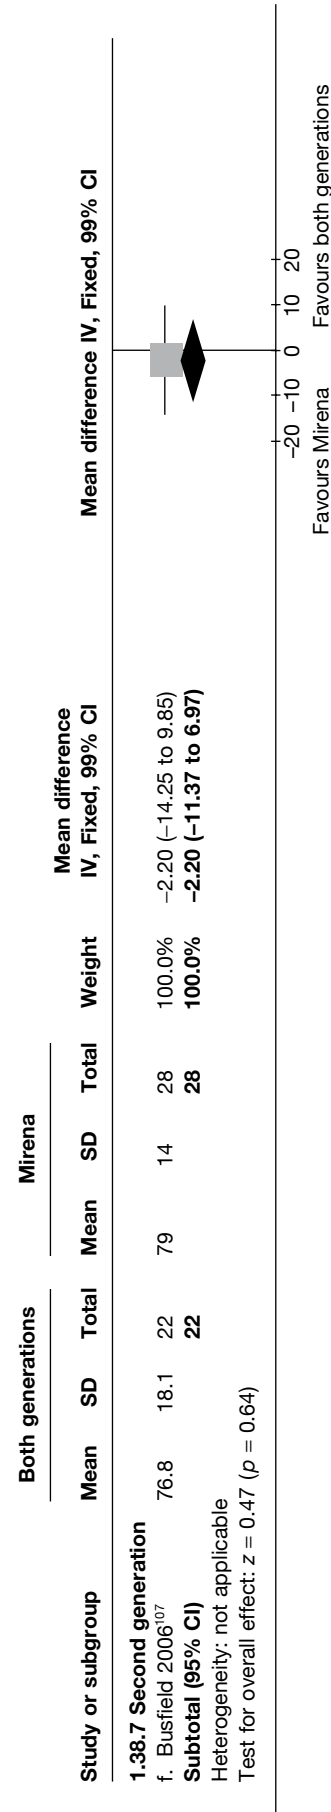 Both generations Mirena Mean difference
Study or subgroup Mean SD Total Mean SD Total Weight IV, Fixed, 99% CI Mean difference IV, Fixed, 99% CI
1.38.7 Second generation
f. Busfield 2006107 76.8 18.1 22 79 14 28 100.0% −2.20 (−14.25 to 9.85)
Subtotal (95% CI) 22 28 100.0% −2.20 (−11.37 to 6.97)
Heterogeneity: not applicable
Test for overall effect: z = 0.47 (p = 0.64)
−20 −10 0 10 20
Favours Mirena Favours both generations